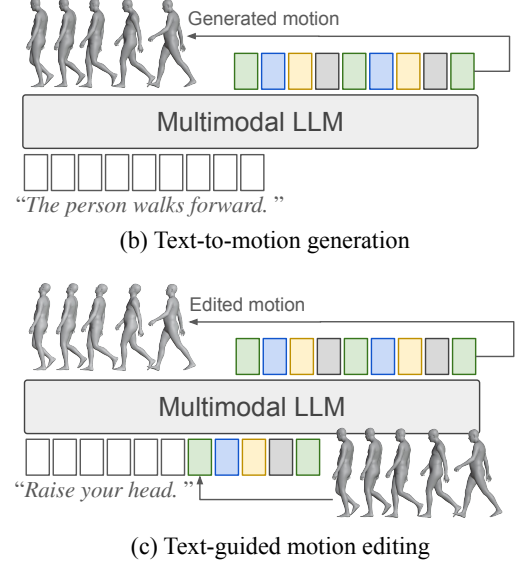 Generated motion
Multimodal LLM
“The person walks forward. ”
(b) Text-to-motion generation
Edited motion
Multimodal LLM
“Raise your head. ”
(c) Text-guided motion editing